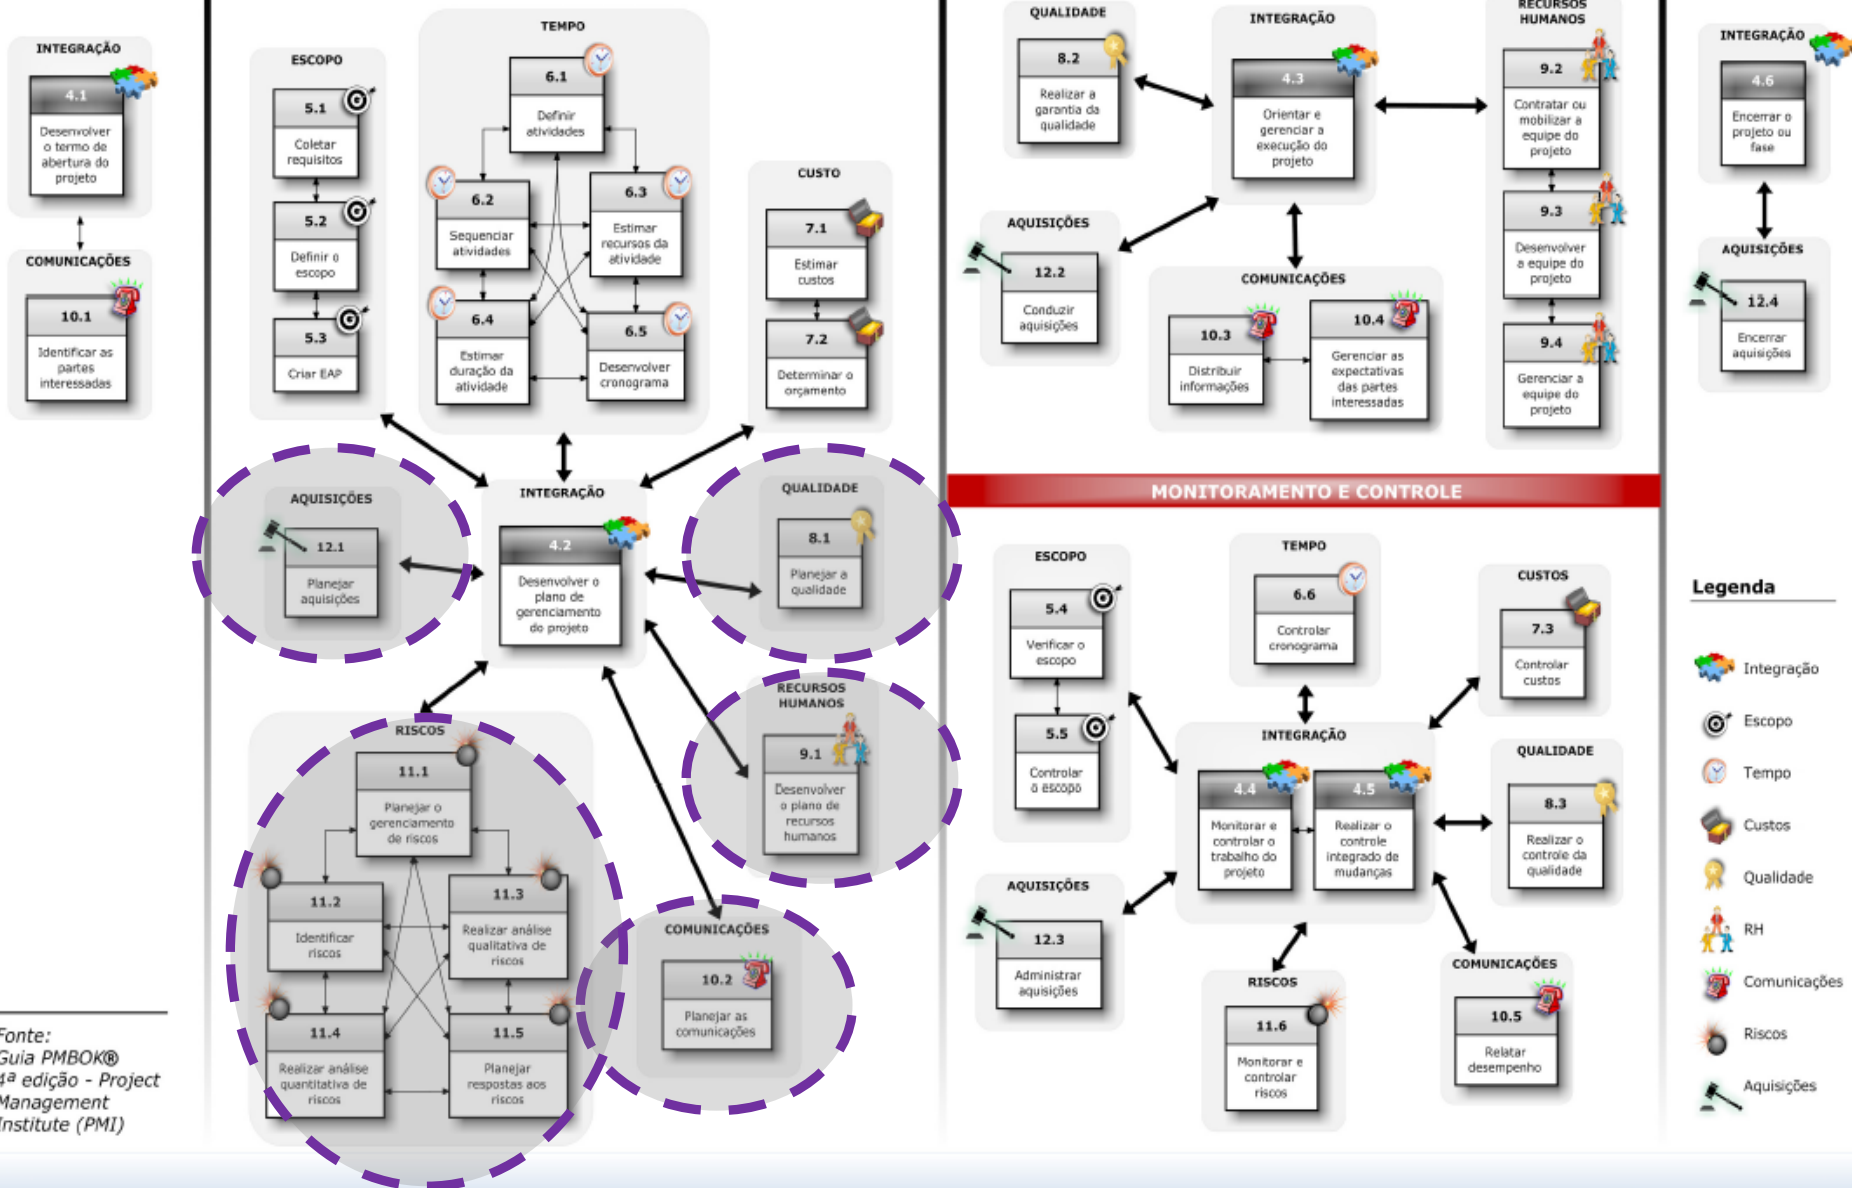 INTEGRAÇÃO
4.1
Desenvolver
o termo de
abertura do
projeto
COMUNICAÇÕES
10.1
Identificar as
partes
interessadas
Fonte:
Guia PMBOK®
4ª edição - Project
Management
Institute (PMI)
ESCOPO
5.1
Coletar
requisitos
5.2
Definir o
escopo
5.3
Criar EAP
TEMPO
6.1
Definir
atividades
6.2
Sequenciar
atividades
6.3
Estimar
recursos da
atividade
6.4
Estimar
duração da
atividade
6.5
Desenvolver
cronograma
CUSTO
7.1
Estimar
custos
7.2
Determinar o
orçamento
AQUISIÇÕES
12.1
Planejar
aquisições
INTEGRAÇÃO
4.2
Desenvolver o
plano de
gerenciamento
do projeto
QUALIDADE
8.1
Planejar a
qualidade
RECURSOS
HUMANOS
9.1
Desenvolver
o plano de
recursos
humanos
RISCOS
11.1
Planejar o
gerenciamento
de riscos
11.2
Identificar
riscos
11.3
Realizar análise
qualitativa de
riscos
11.4
Realizar análise
quantitativa de
riscos
11.5
Planejar
respostas aos
riscos
COMUNICAÇÕES
10.2
Planejar as
comunicações
QUALIDADE
8.2
Realizar a
garantia da
qualidade
INTEGRAÇÃO
4.3
Orientar e
gerenciar a
execução do
projeto
RECURSOS
HUMANOS
9.2
Contratar ou
mobilizar a
equipe do
projeto
9.3
Desenvolver
a equipe do
projeto
9.4
Gerenciar a
equipe do
projeto
AQUISIÇÕES
12.2
Conduzir
aquisições
COMUNICAÇÕES
10.3
Distribuir
informações
10.4
Gerenciar as
expectativas
das partes
interessadas
MONITORAMENTO E CONTROLE
ESCOPO
5.4
Verificar o
escopo
5.5
Controlar
o escopo
TEMPO
6.6
Controlar
cronograma
CUSTOS
7.3
Controlar
custos
INTEGRAÇÃO
4.4
Monitorar e
controlar o
trabalho do
projeto
4.5
Realizar o
controle
integrado de
mudanças
QUALIDADE
8.3
Realizar o
controle da
qualidade
AQUISIÇÕES
12.3
Administrar
aquisições
RISCOS
11.6
Monitorar e
controlar
riscos
COMUNICAÇÕES
10.5
Relatar
desempenho
INTEGRAÇÃO
4.6
Encerrar o
projeto ou
fase
AQUISIÇÕES
12.4
Encerrar
aquisições
Legenda
Integração
Escopo
Tempo
Custos
Qualidade
RH
Comunicações
Riscos
Aquisições